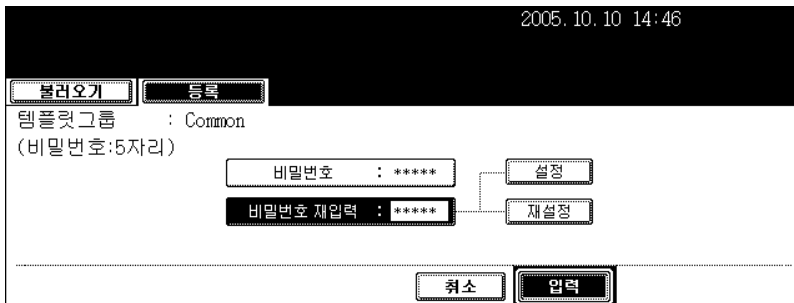 2005.10.10 14:46
불러오기 등록
템플릿그룹 : Common
(비밀번호:5자리)
비밀번호 : ***** 설정
비밀번호 재입력 : ***** 재설정
취소 입력